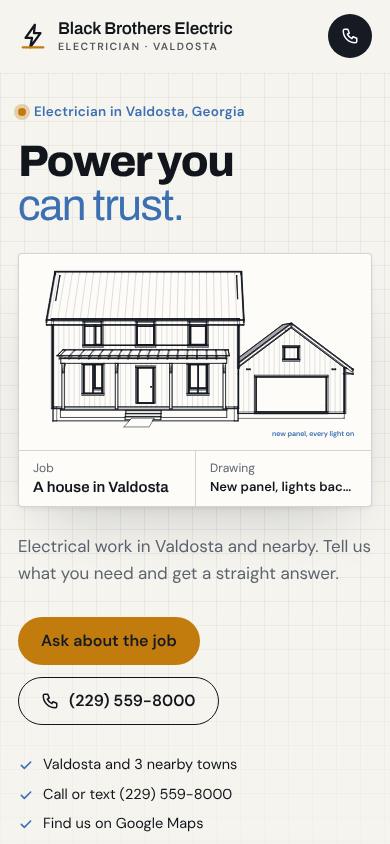 Black Brothers Electric
ELECTRICIAN · VALDOSTA
Electrician in Valdosta, Georgia
Power you
can trust.
new panel, every light on
Job
A house in Valdosta
Drawing
New panel, lights bac...
Electrical work in Valdosta and nearby. Tell us
what you need and get a straight answer.
Ask about the job
(229) 559-8000
Valdosta and 3 nearby towns
Call or text (229) 559-8000
Find us on Google Maps